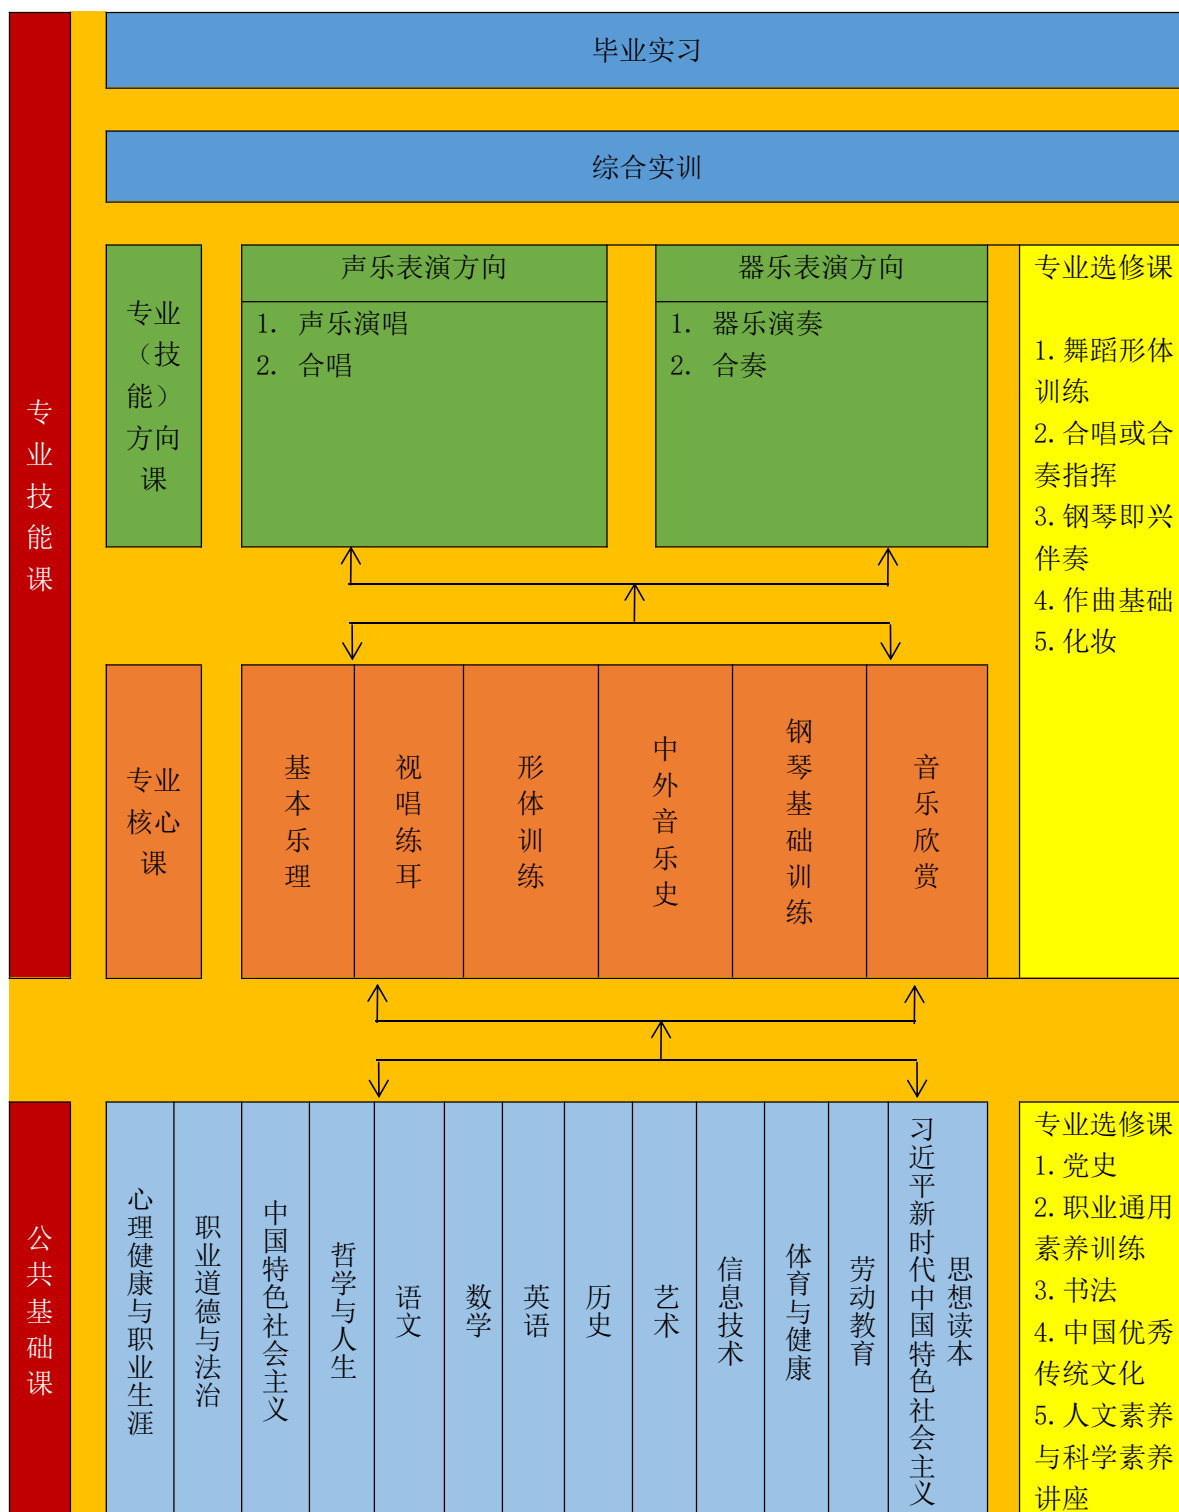 毕业实习
综合实训
专业技能课
专业
（技
能）
方向
课
声乐表演方向
1. 声乐演唱
2. 合唱
器乐表演方向
1. 器乐演奏
2. 合奏
专业选修课
1.舞蹈形体
训练
2.合唱或合
奏指挥
3.钢琴即兴
伴奏
4.作曲基础
5.化妆
专业
核心
课
基本乐理
视唱练耳
形体训练
中外音乐史
钢琴基础训练
音乐欣赏
公共基础课
心理健康与职业生涯
职业道德与法治
中国特色社会主义
哲学与人生
语文
数学
英语
历史
艺术
信息技术
体育与健康
劳动教育
习近平新时代中国特色社会主义
思想读本
专业选修课
1.党史
2.职业通用
素养训练
3.书法
4.中国优秀
传统文化
5.人文素养
与科学素养
讲座